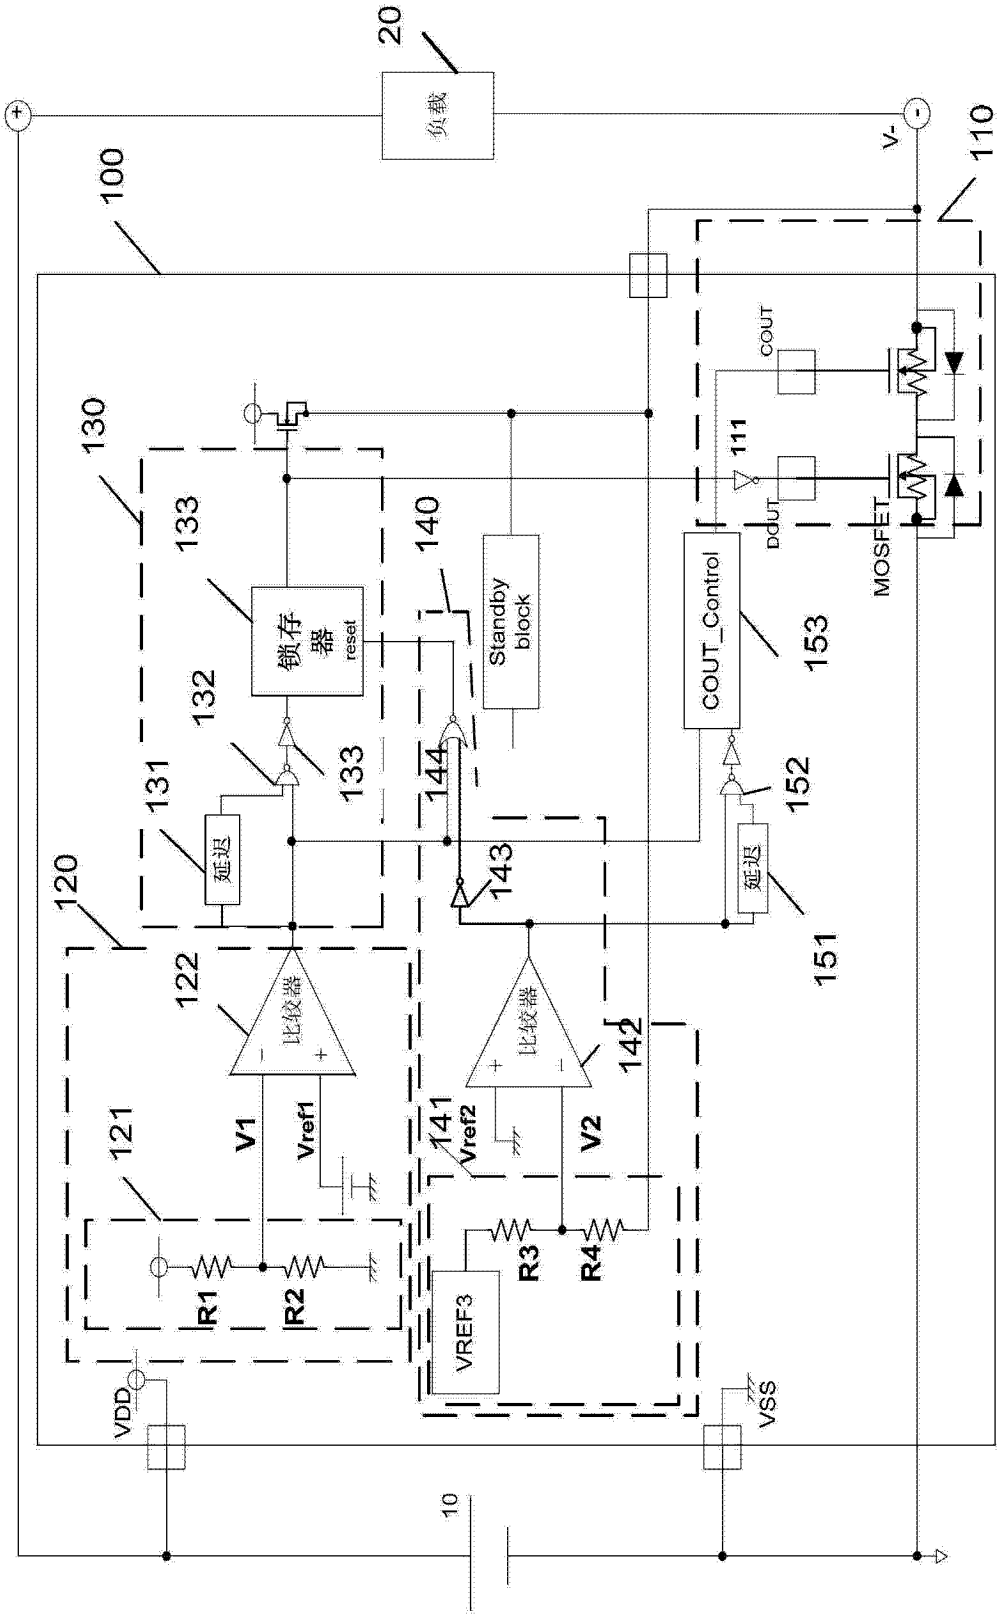 +
20
负载
V-
-
100
110
130
133
锁存器
reset
132
133
131
延迟
140
Standby block
144
143
COUT
111
DOUT
MOSFET
COUT_Control
153
152
延迟
151
120
122
比较器
-
+
V1
Vref1
121
R1
R2
比较器
+
-
142
141
Vref2
V2
R3
R4
VREF3
VDD
VSS
10